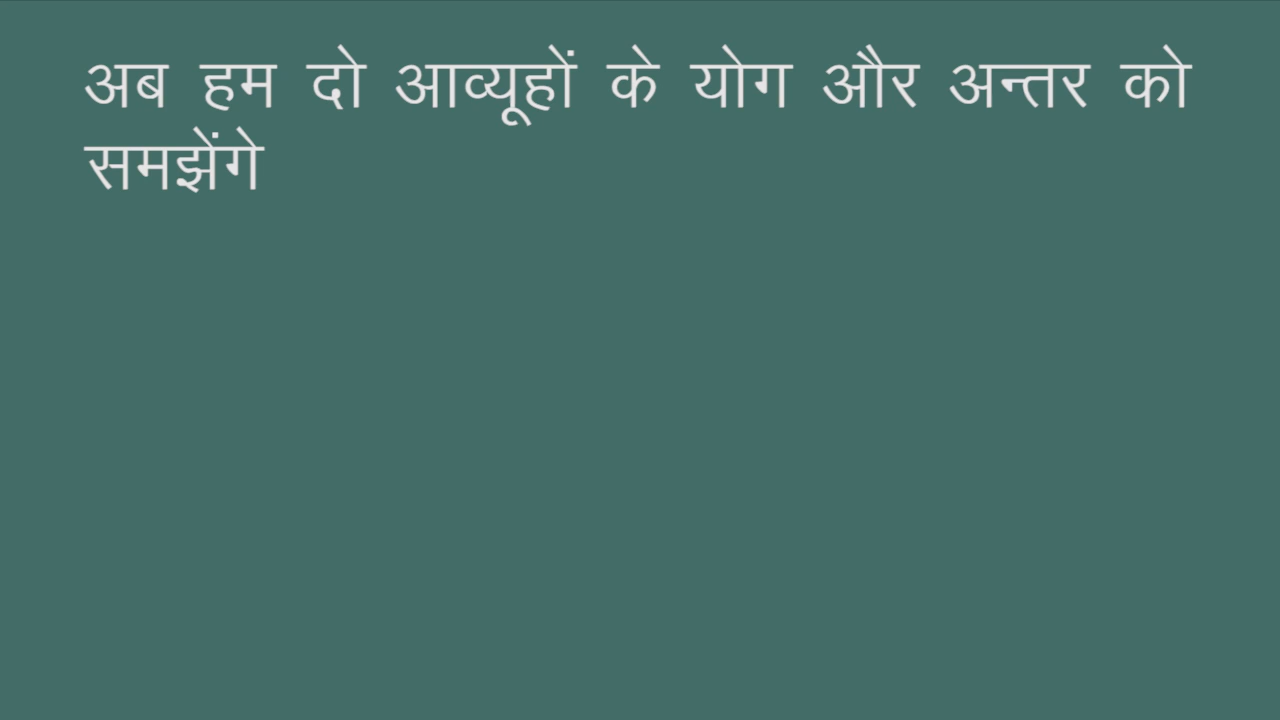 अब हम दो आव्यूहों के योग और अन्तर को
समझेंगे